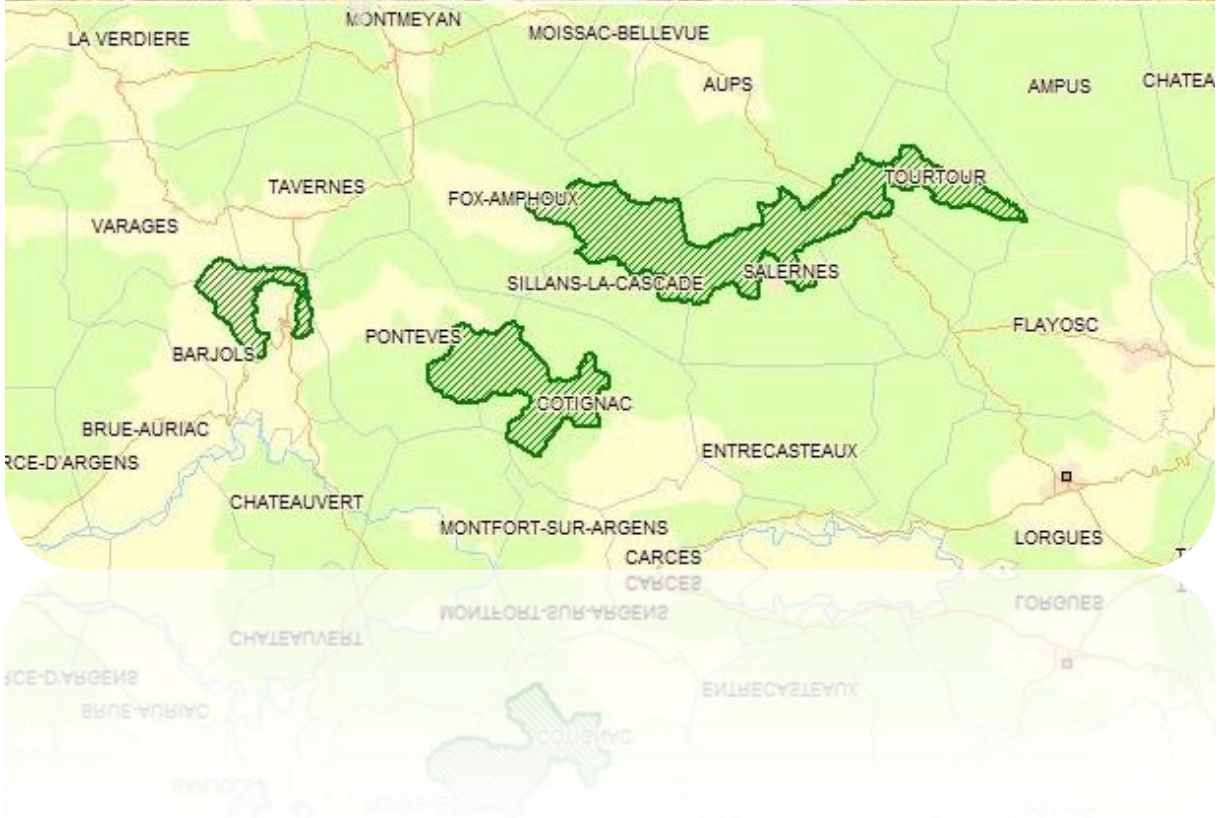 MONTMEYAN
LA VERDIERE
MOISSAC-BELLEVUE
AUPS
AMPUS
CHATEA
TAVERNES
TOURTOUR
FOX-AMPHOUX
VARAGES
SALERNES
SILLANS-LA-CASCADE
FLAYOSC
PONTEVES
BARJOLS
COTIGNAC
BRUE-AURIAC
ENTRECASTEAUX
RCE-D'ARGENS
CHATEAUVERT
MONTFORT-SUR-ARGENS
LORGUES
CARCES